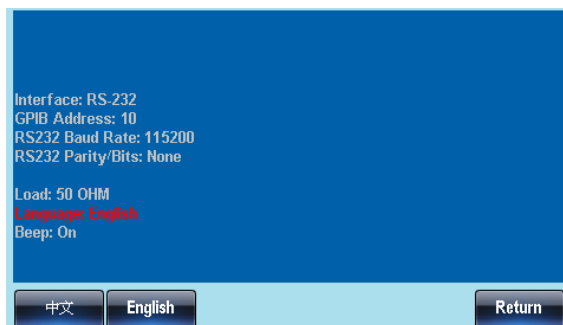 Interface: RS-232
GPIB Address: 10
RS232 Baud Rate: 115200
RS232 Parity/Bits: None
Load: 50 OHM
Language: English
Beep: On
中文 English Return